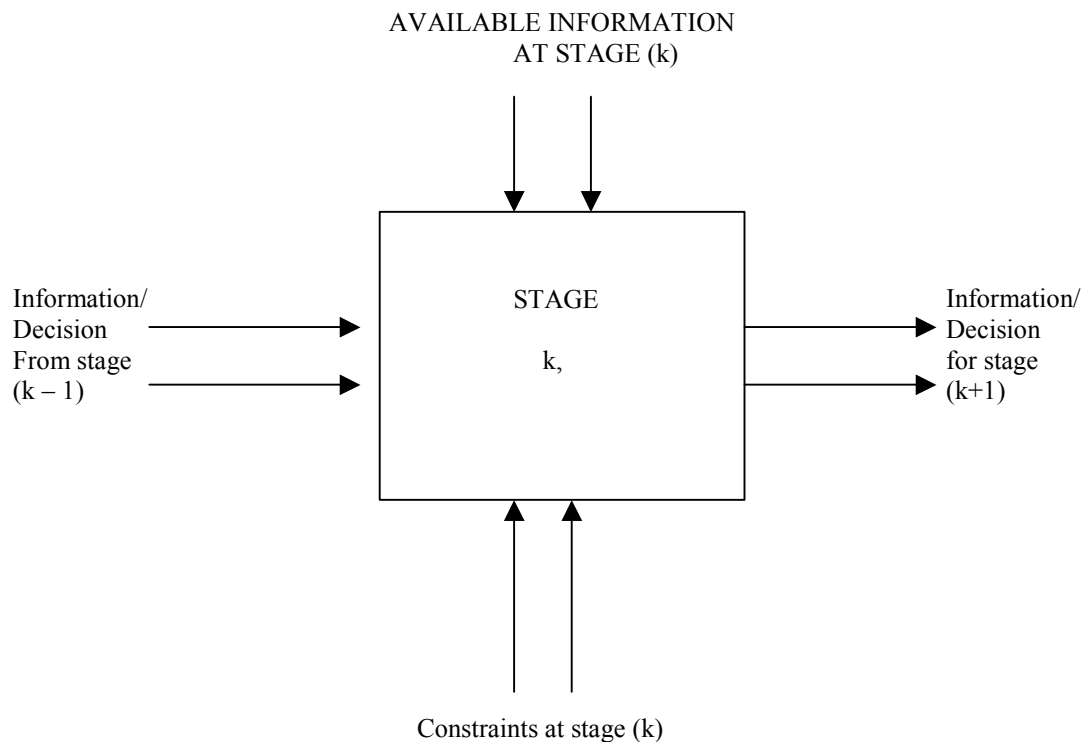 AVAILABLE INFORMATION
AT STAGE (k)
Information/
Decision
From stage
(k – 1)
STAGE
k,
Information/
Decision
for stage
(k+1)
Constraints at stage (k)